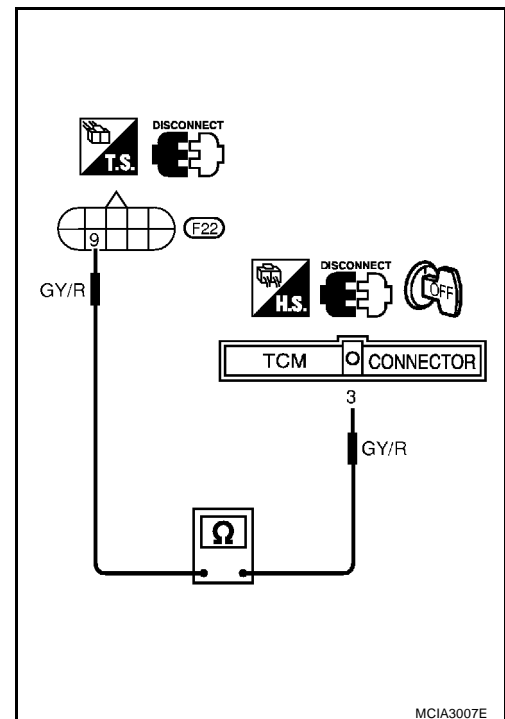 DISCONNECT
T.S.
9
F22
GY/R
DISCONNECT
H.S.
OFF
TCM
CONNECTOR
3
GY/R
Ω
MCIA3007E